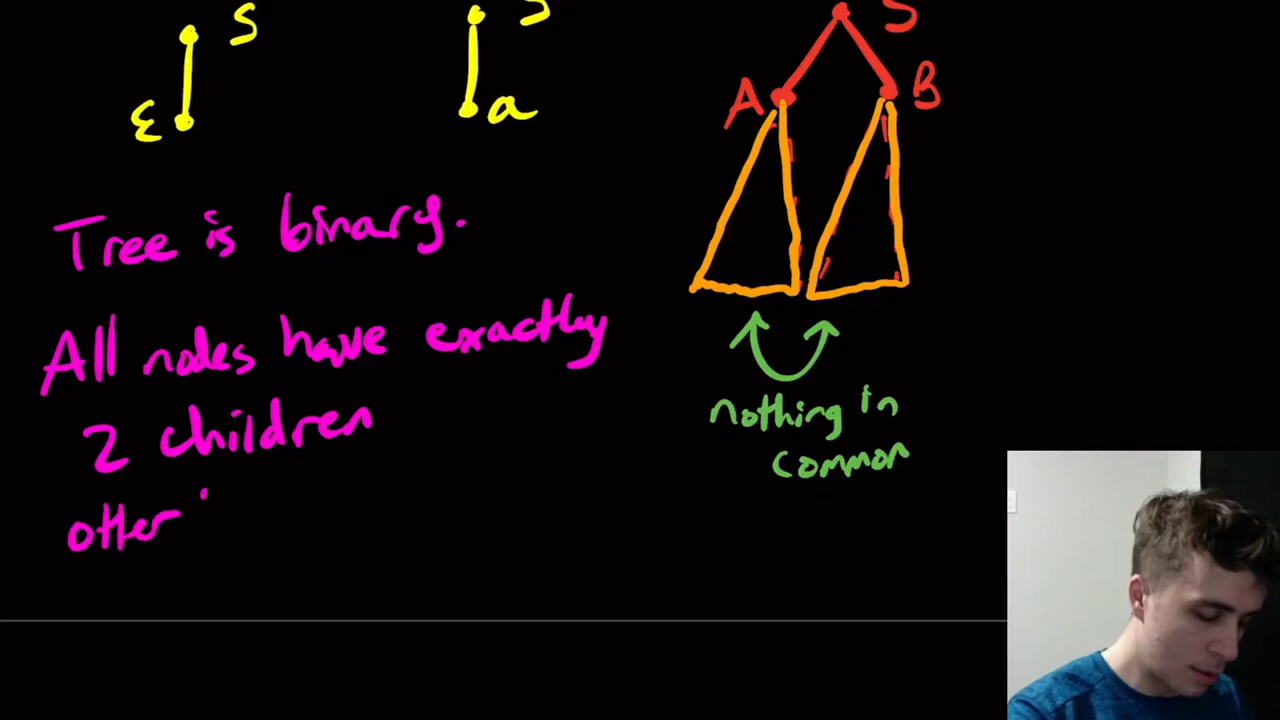 S
ε
S
a
S
A
B
Tree is binary.
All nodes have exactly
2 children
other
nothing in
common